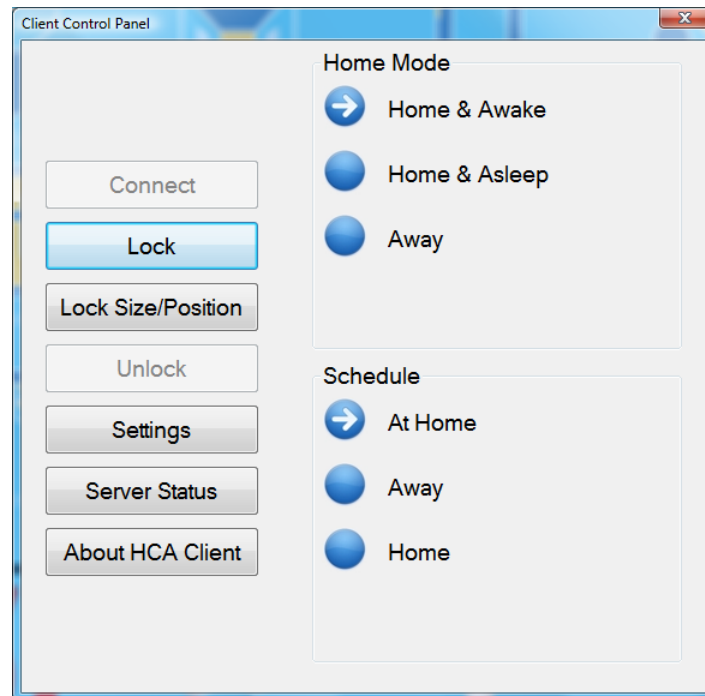 Client Control Panel
Connect
Lock
Lock Size/Position
Unlock
Settings
Server Status
About HCA Client
Home Mode
Home & Awake
Home & Asleep
Away
Schedule
At Home
Away
Home